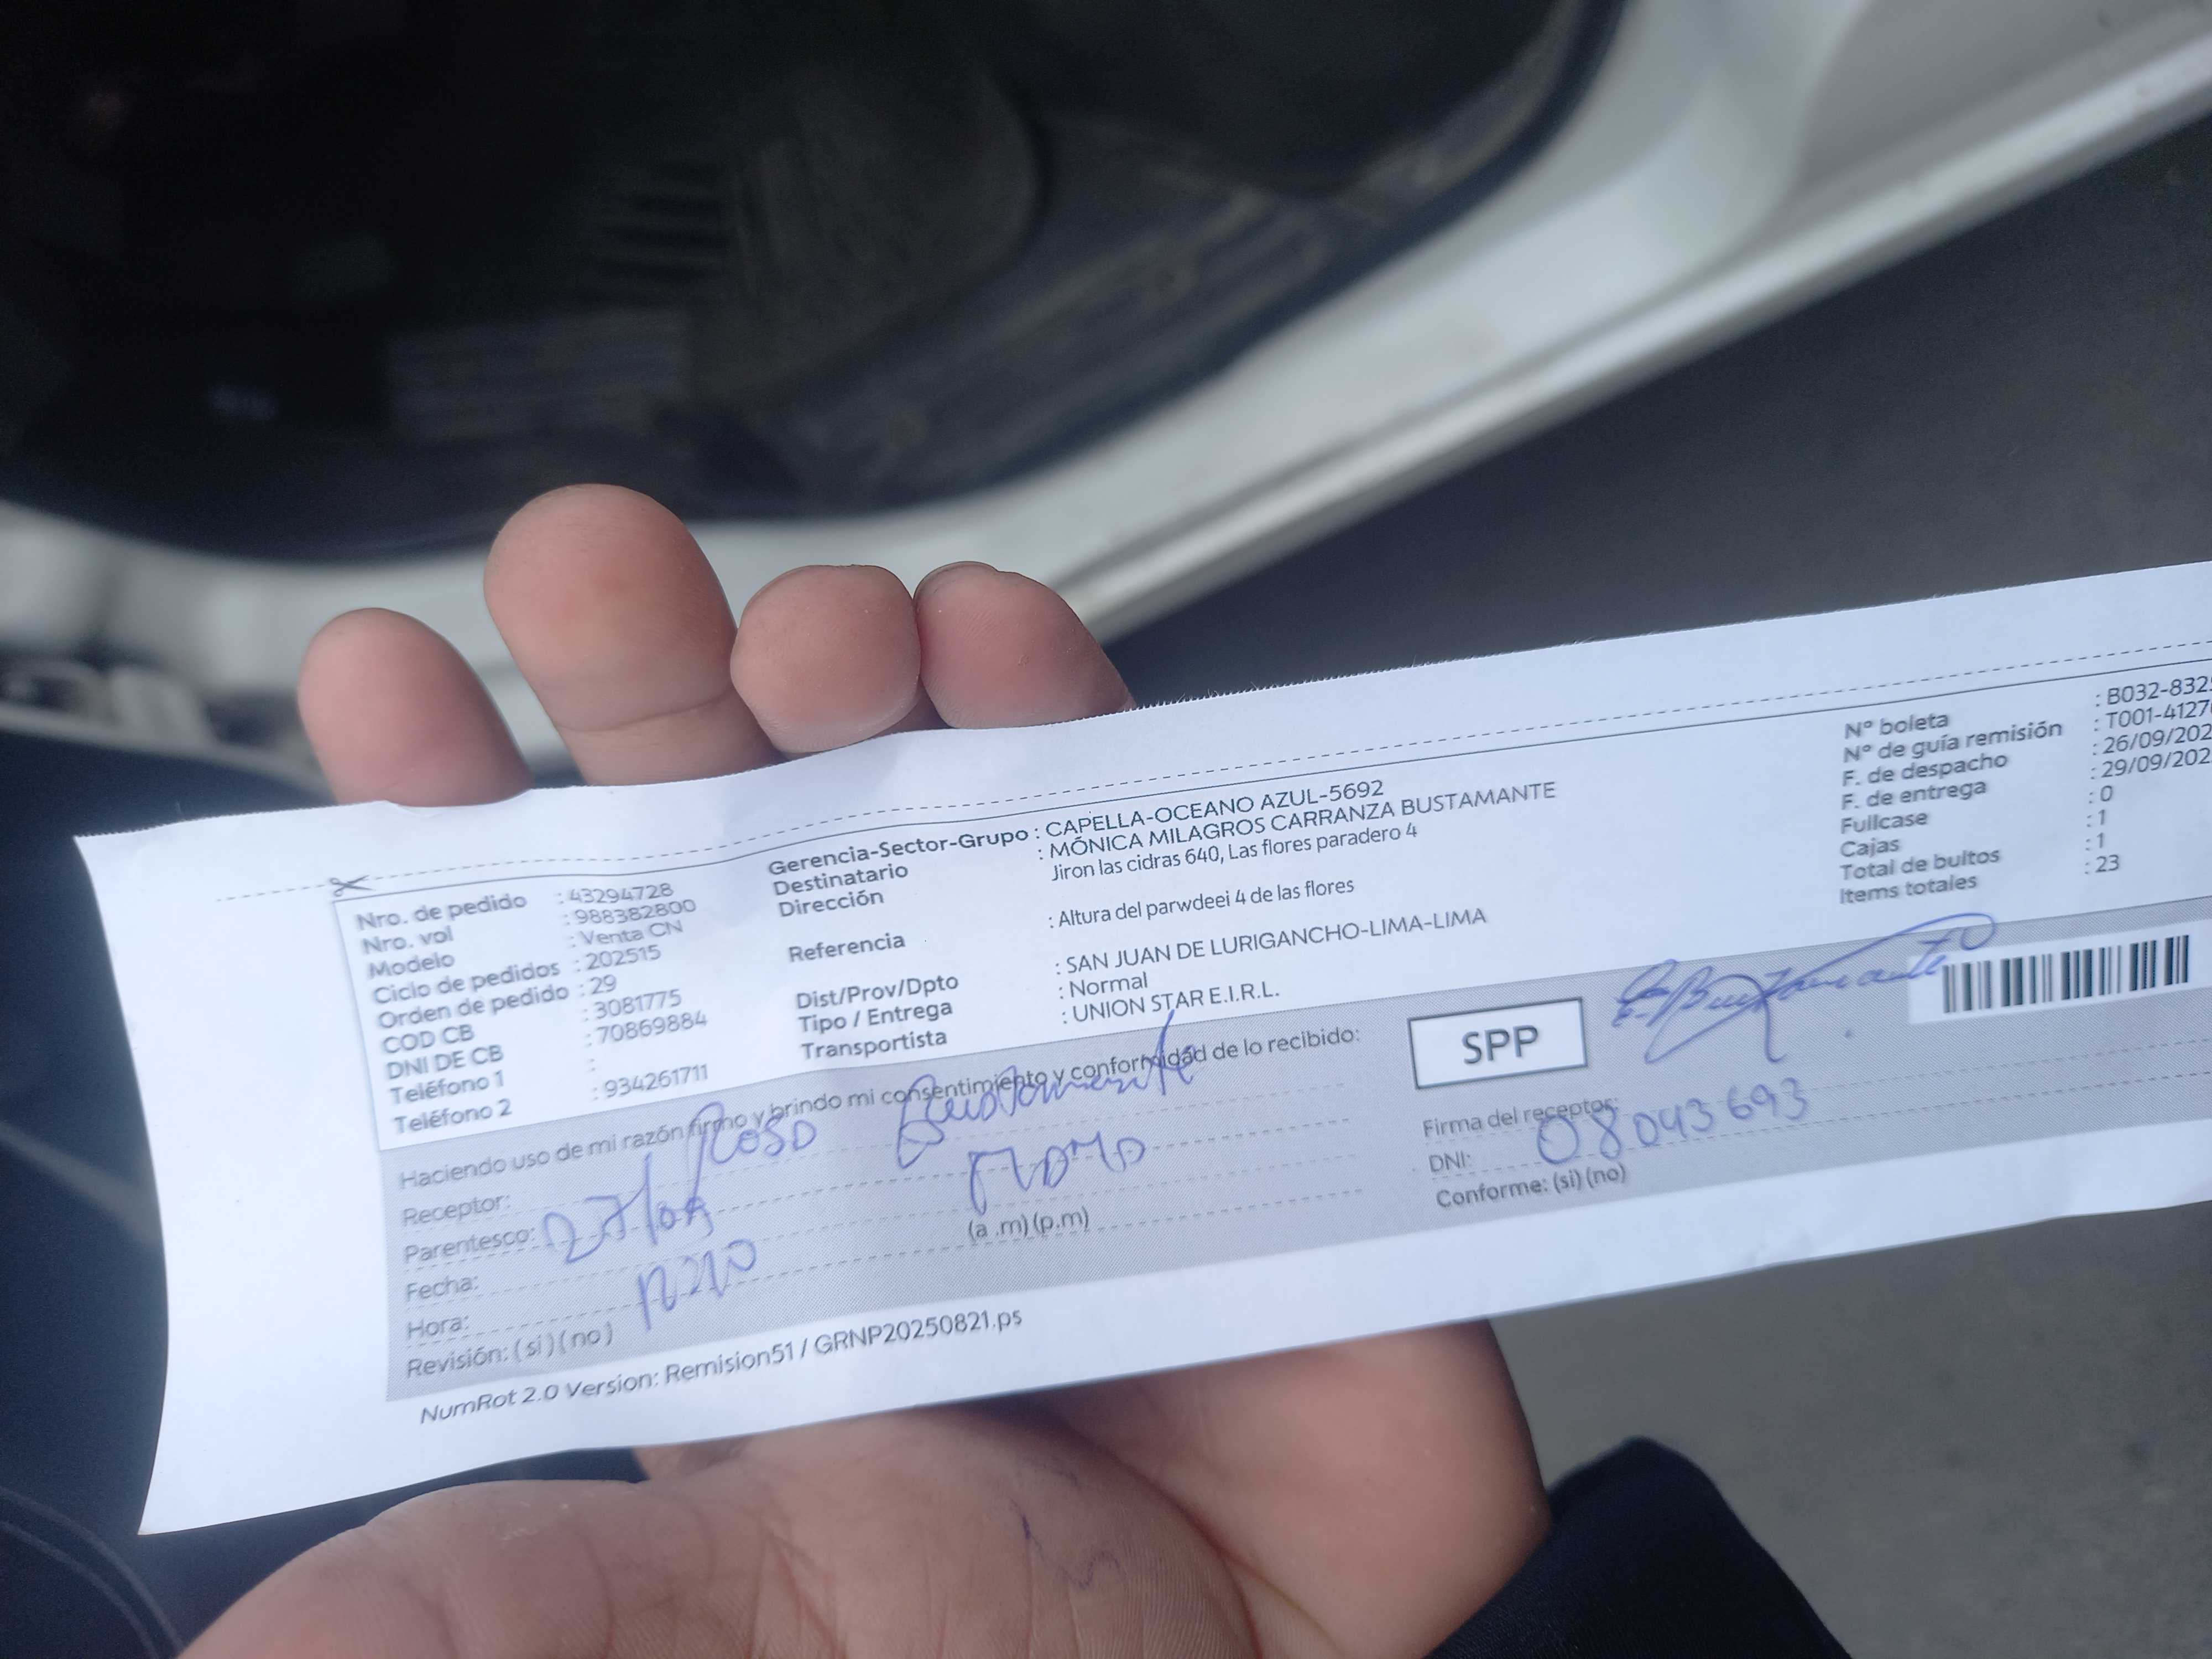 Nro. de pedido : 43294728
Nro. vol : 988382800
Modelo : Venta CN
Ciclo de pedidos : 202515
Orden de pedido : 29
COD CB : 3081775
DNI DE CB : 70869884
Teléfono 1 :
Teléfono 2 : 934261711
Gerencia-Sector-Grupo : CAPELLA-OCEANO AZUL-5692
Destinatario : MÓNICA MILAGROS CARRANZA BUSTAMANTE
Dirección Jiron las cidras 640, Las flores paradero 4
Referencia : Altura del parwdeei 4 de las flores
Dist/Prov/Dpto : SAN JUAN DE LURIGANCHO-LIMA-LIMA
Tipo / Entrega : Normal
Transportista : UNION STAR E.I.R.L.
Nº boleta : B032-832
Nº de guía remisión : T001-4127
F. de despacho : 26/09/202
F. de entrega : 29/09/202
Fullcase : 0
Cajas : 1
Total de bultos : 1
Items totales : 23
Haciendo uso de mi razón firmo y brindo mi consentimiento y conformidad de lo recibido:
Receptor: Rosa Bustamante
Parentesco:
Fecha: 27/09
Hora: (a .m) (p.m)
Revisión: ( si ) ( no )
SPP
Firma del receptor:
DNI: 08043693
Conforme: (si) (no)
NumRot 2.0 Version: Remision51 / GRNP20250821.ps